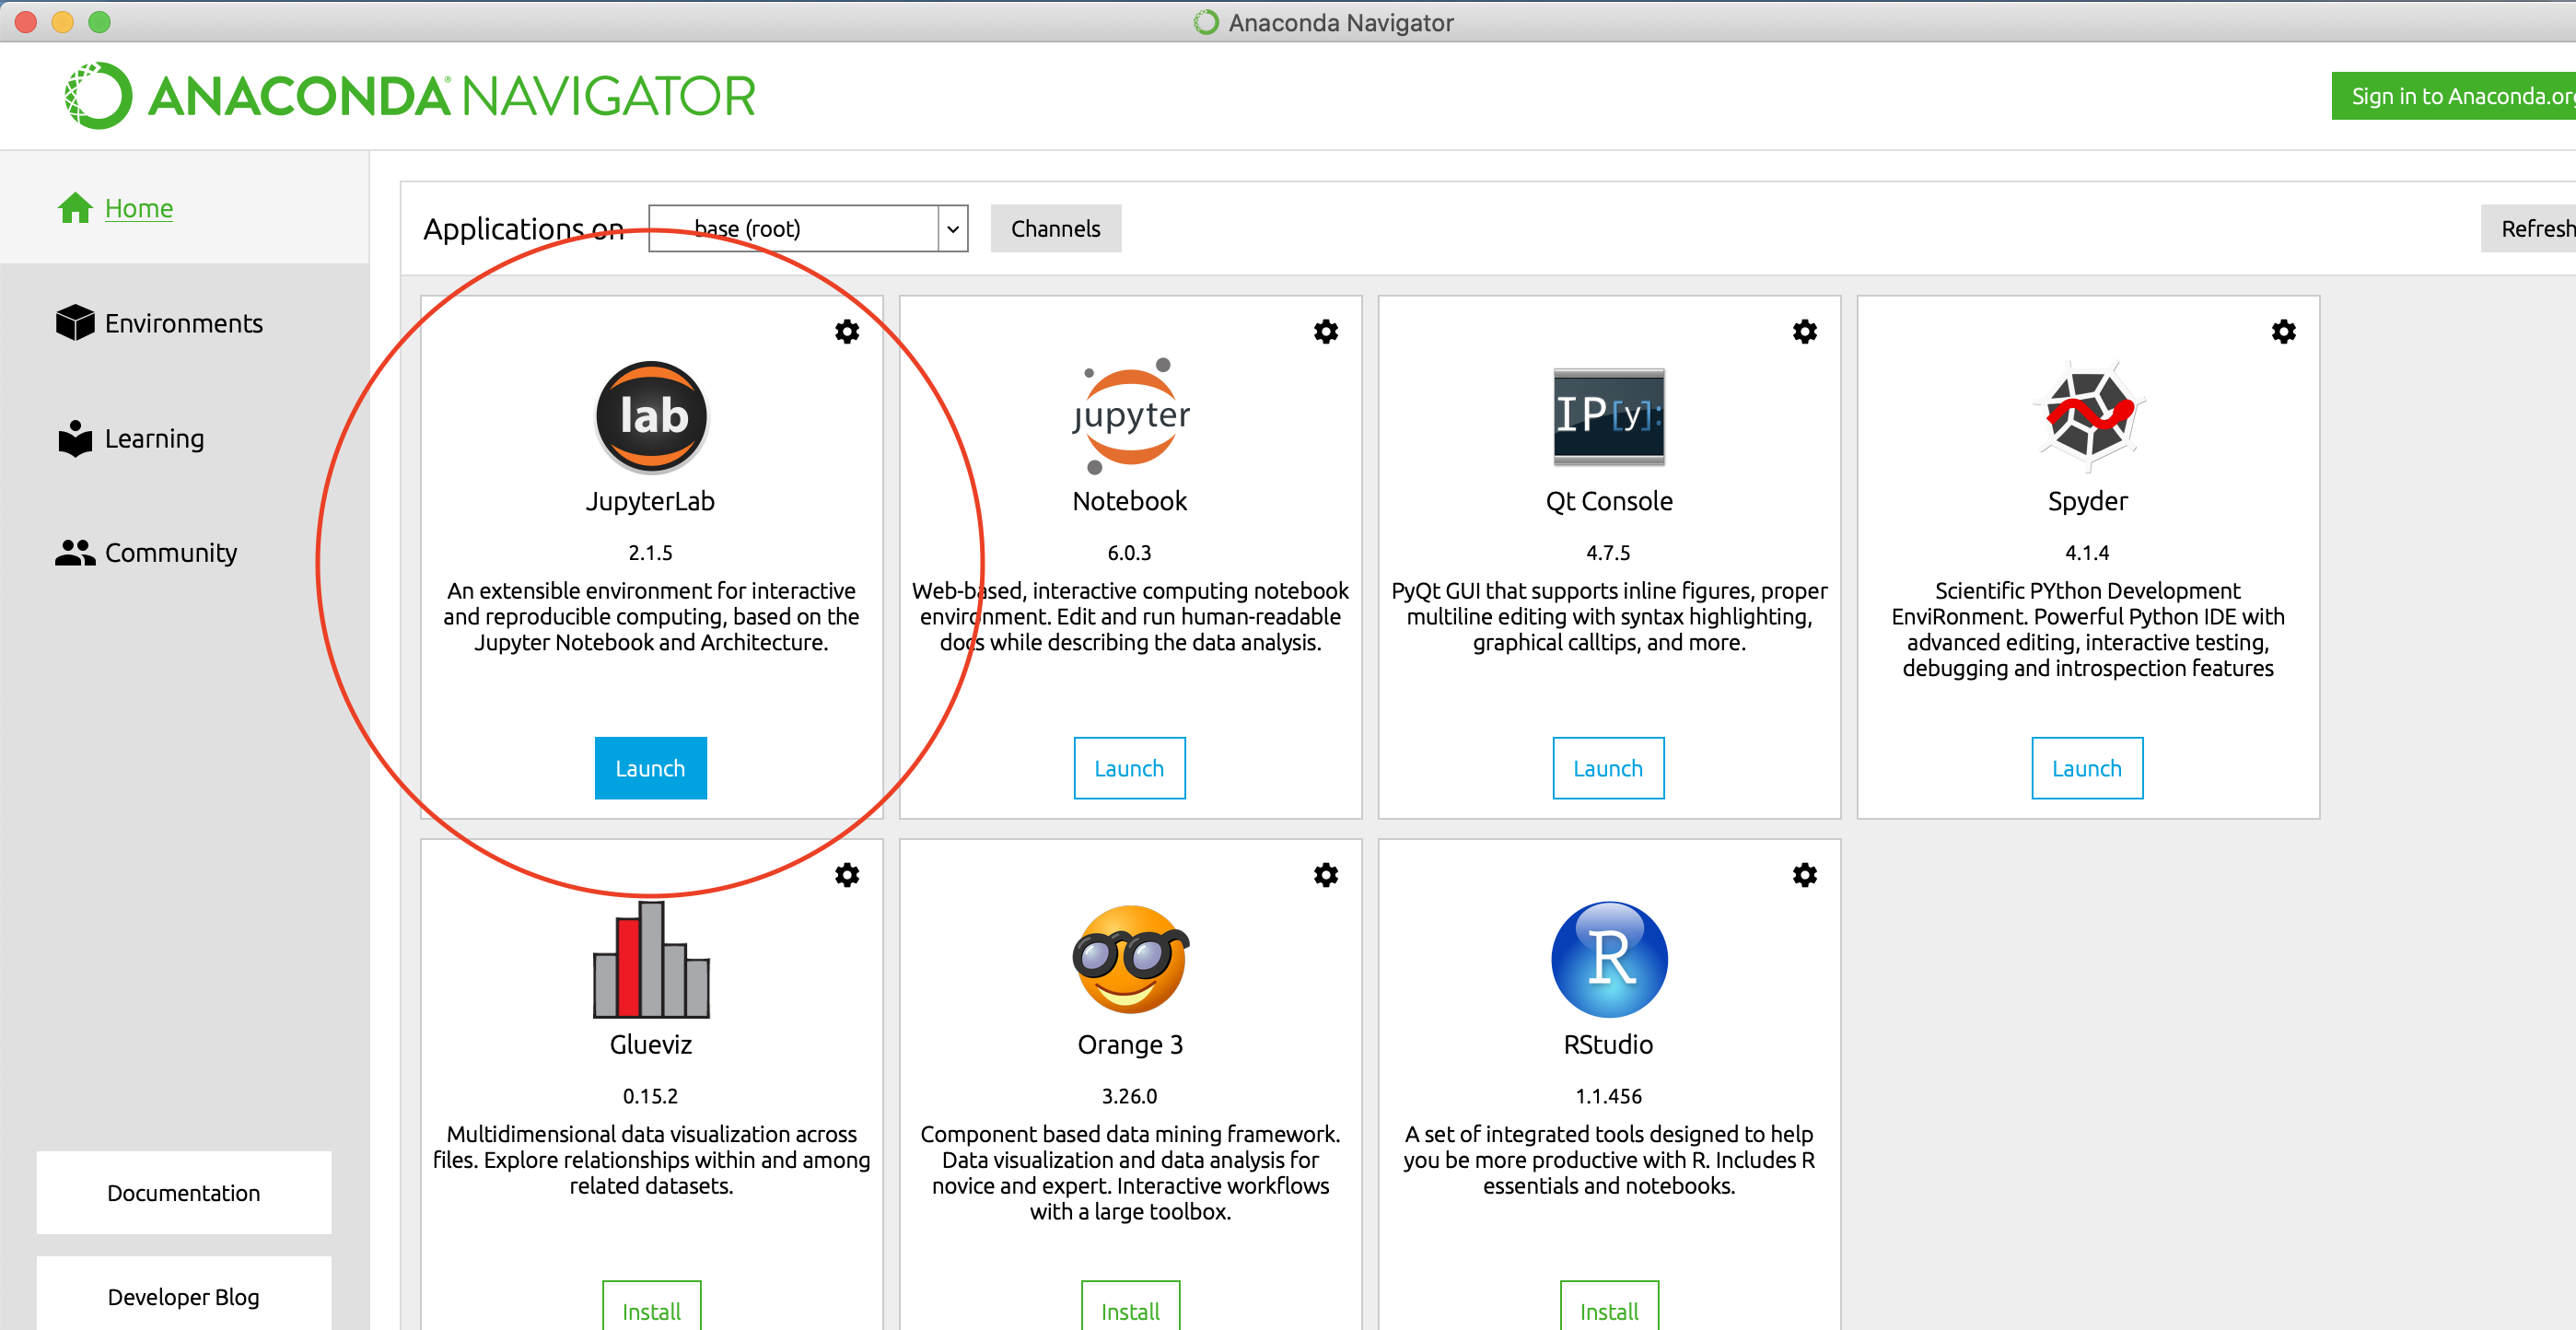 Anaconda Navigator
ANACONDA® NAVIGATOR
Sign in to Anaconda.org
Home
Environments
Learning
Community
Documentation
Developer Blog
Applications on
base (root)
Channels
Refresh
lab
JupyterLab
2.1.5
An extensible environment for interactive
and reproducible computing, based on the
Jupyter Notebook and Architecture.
Launch
jupyter
Notebook
6.0.3
Web-based, interactive computing notebook
environment. Edit and run human-readable
docs while describing the data analysis.
Launch
IP[y]:
Qt Console
4.7.5
PyQt GUI that supports inline figures, proper
multiline editing with syntax highlighting,
graphical calltips, and more.
Launch
Spyder
4.1.4
Scientific PYthon Development
EnviRonment. Powerful Python IDE with
advanced editing, interactive testing,
debugging and introspection features
Launch
Glueviz
0.15.2
Multidimensional data visualization across
files. Explore relationships within and among
related datasets.
Install
Orange 3
3.26.0
Component based data mining framework.
Data visualization and data analysis for
novice and expert. Interactive workflows
with a large toolbox.
Install
R
RStudio
1.1.456
A set of integrated tools designed to help
you be more productive with R. Includes R
essentials and notebooks.
Install